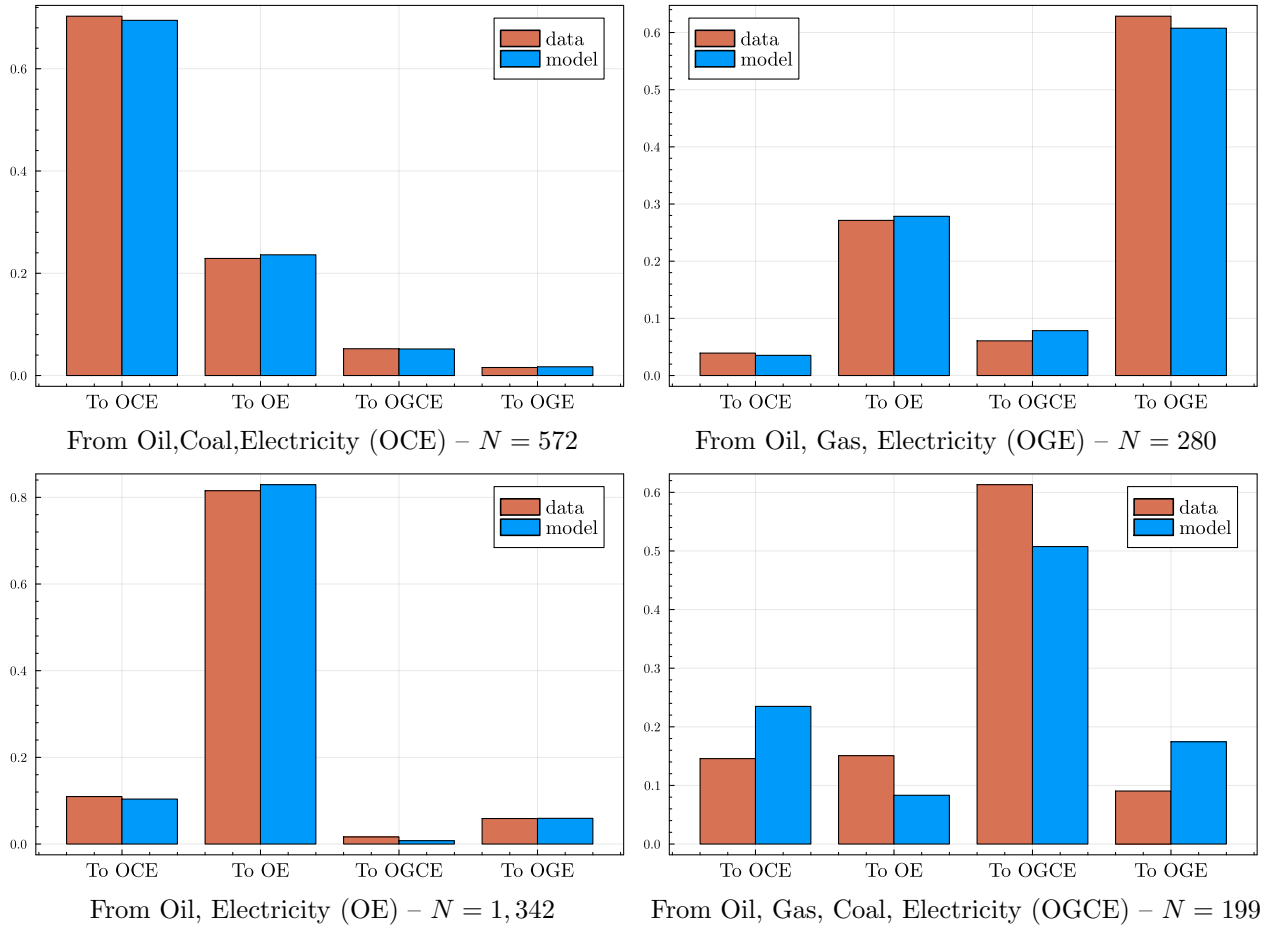 data
model
0.6
0.4
0.2
0.0
To OCE To OE To OGCE To OGE
From Oil,Coal,Electricity (OCE) – N = 572
data
model
0.6
0.5
0.4
0.3
0.2
0.1
0.0
To OCE To OE To OGCE To OGE
From Oil, Gas, Electricity (OGE) – N = 280
data
model
0.8
0.6
0.4
0.2
0.0
To OCE To OE To OGCE To OGE
From Oil, Electricity (OE) – N = 1, 342
data
model
0.6
0.5
0.4
0.3
0.2
0.1
0.0
To OCE To OE To OGCE To OGE
From Oil, Gas, Coal, Electricity (OGCE) – N = 199